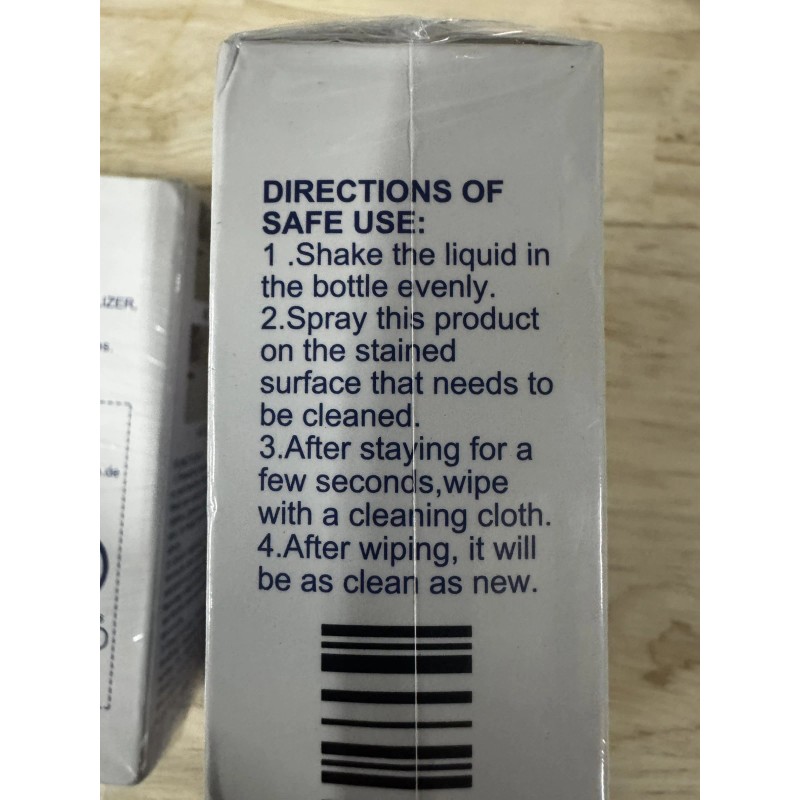 DIRECTIONS OF
SAFE USE:
1 .Shake the liquid in
the bottle evenly.
2.Spray this product
on the stained
surface that needs to
be cleaned.
3.After staying for a
few seconds,wipe
with a cleaning cloth.
4.After wiping, it will
be as clean as new.